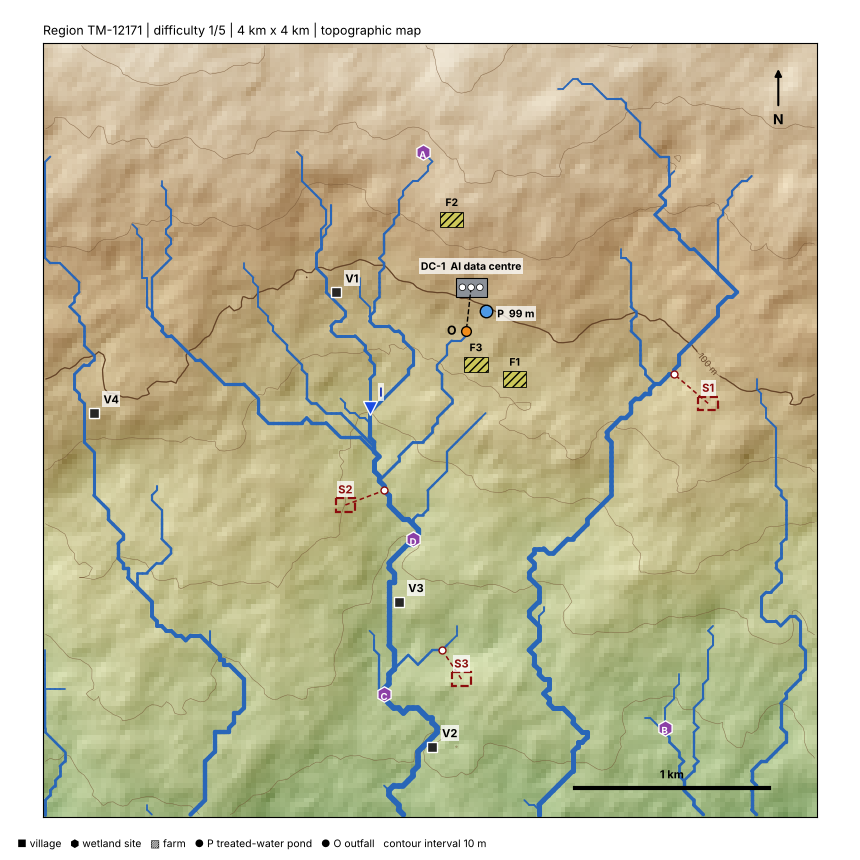 Region TM-12171 | difficulty 1/5 | 4 km x 4 km | topographic map
N
A
F2
DC-1 AI data centre
V1
P 99 m
O
F3
F1
100 m
I
S1
V4
S2
D
V3
S3
C
B
V2
1 km
village wetland site farm P treated-water pond O outfall contour interval 10 m